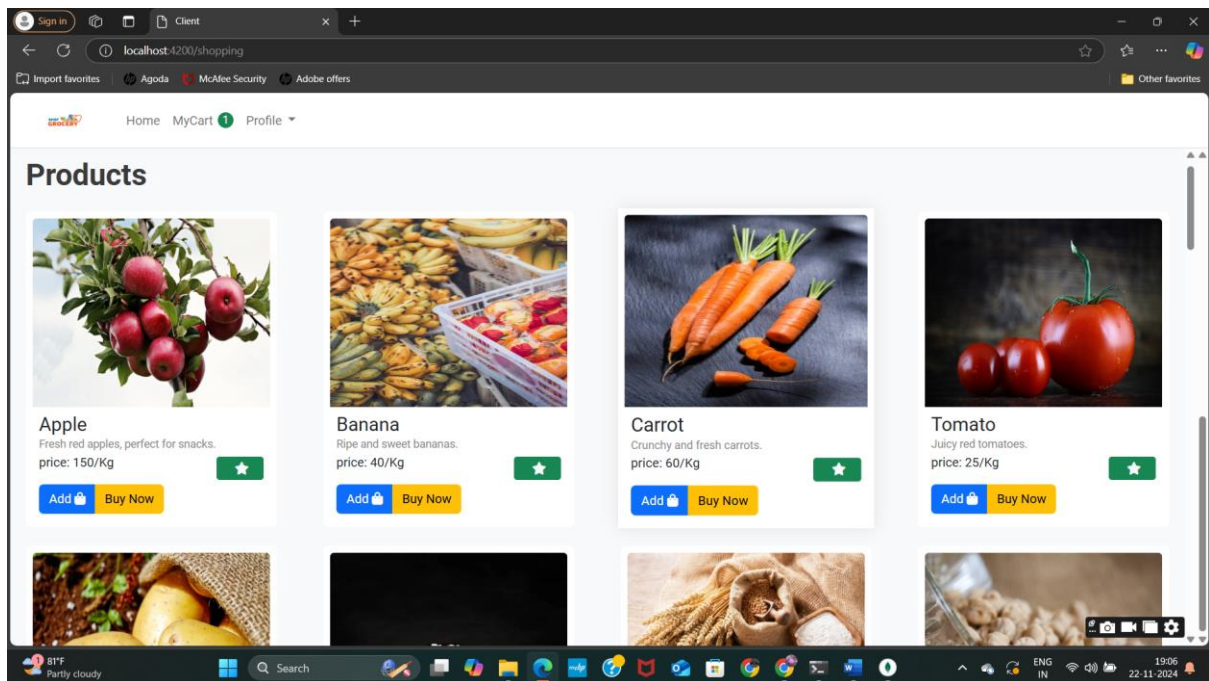 Sign in
Client
localhost:4200/shopping
Import favorites
Agoda
McAfee Security
Adobe offers
Other favorites
GROCERY
Home MyCart 1 Profile
Products
Apple
Fresh red apples, perfect for snacks.
price: 150/Kg
Add Buy Now
Banana
Ripe and sweet bananas.
price: 40/Kg
Add Buy Now
Carrot
Crunchy and fresh carrots.
price: 60/Kg
Add Buy Now
Tomato
Juicy red tomatoes.
price: 25/Kg
Add Buy Now
1
81°F
Partly cloudy
Search
ENG
IN
19:06
22-11-2024